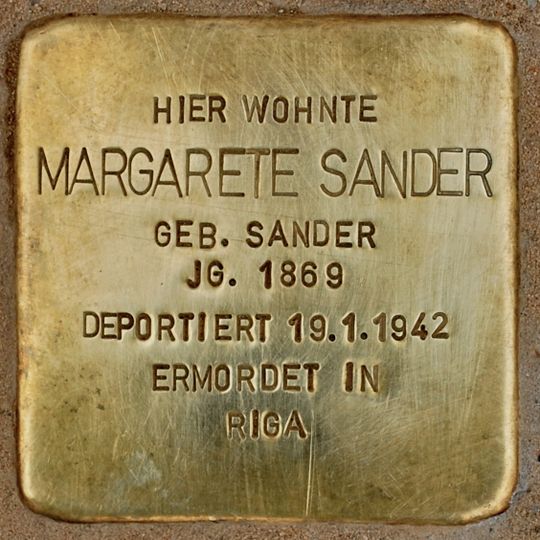 HIER WOHNTE
MARGARETE SANDER
GEB. SANDER
JG. 1869
DEPORTIERT 19.1.1942
ERMORDET IN
RIGA